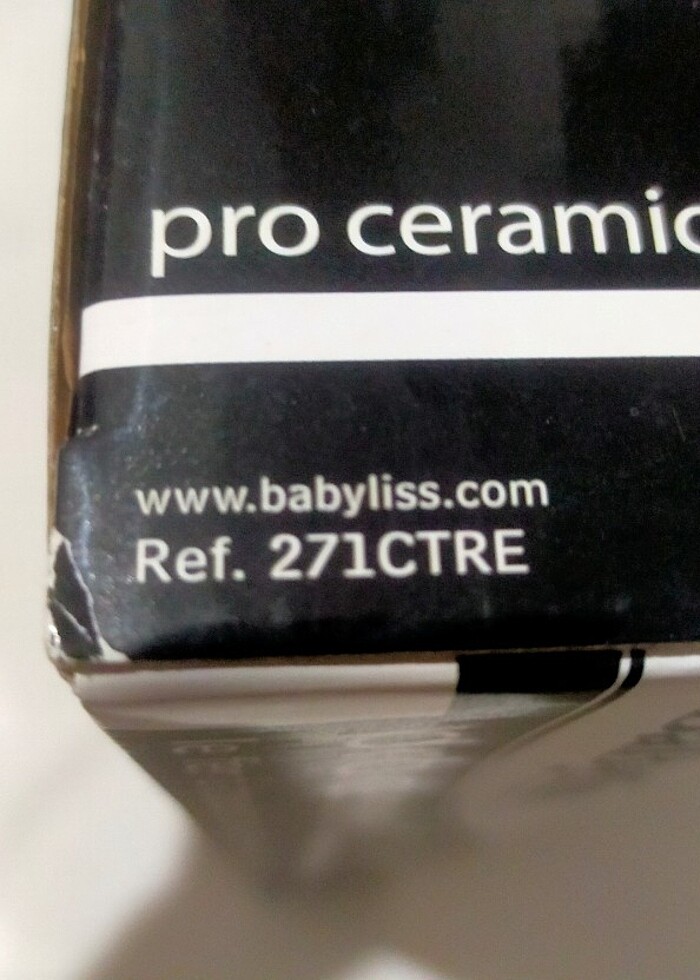 pro ceramic
www.babyliss.com
Ref. 271CTRE